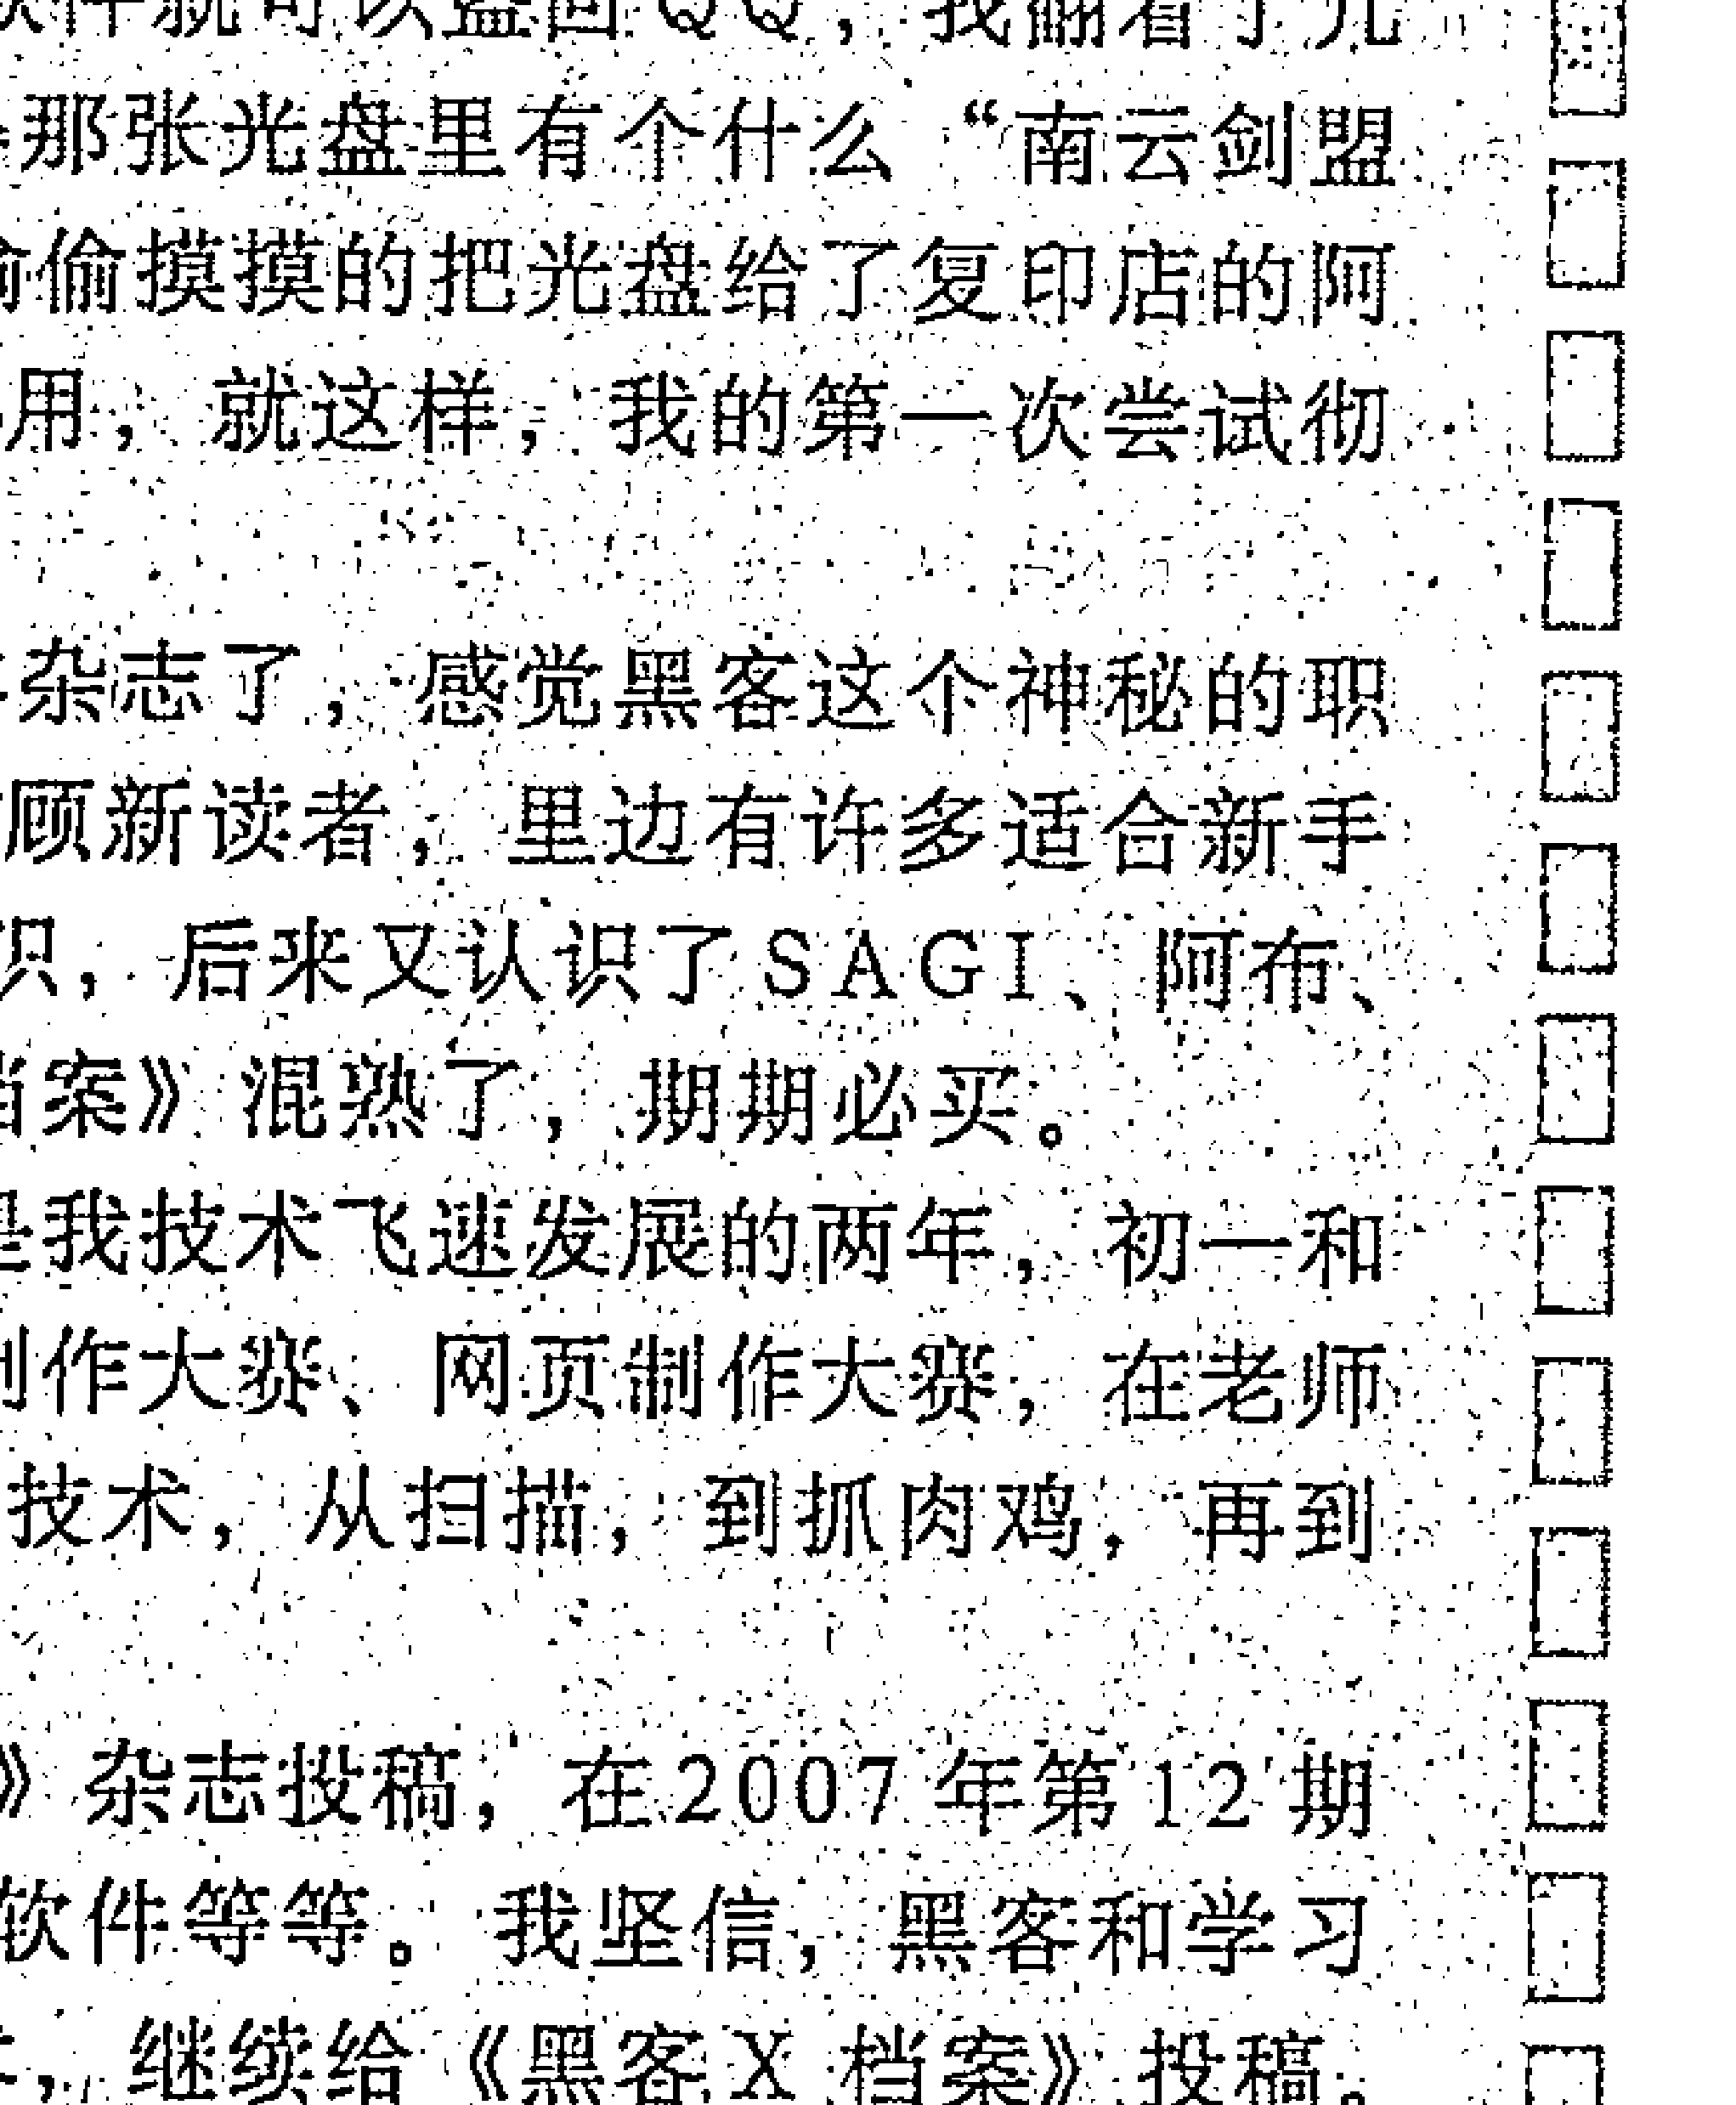 软件就可以盗回QQ，我翻看了几
那张光盘里有个什么“南云剑盟
偷偷摸摸的把光盘给了复印店的阿
用，就这样，我的第一次尝试彻
杂志了，感觉黑客这个神秘的职
顾新读者，里边有许多适合新手
识，后来又认识了SAGI、阿布、
档案》混熟了，期期必买。
是我技术飞速发展的两年，初一和
制作大赛、网页制作大赛，在老师
技术，从扫描，到抓肉鸡，再到
》杂志投稿，在2007年第12期
软件等等。我坚信，黑客和学习
，继续给《黑客X档案》投稿。